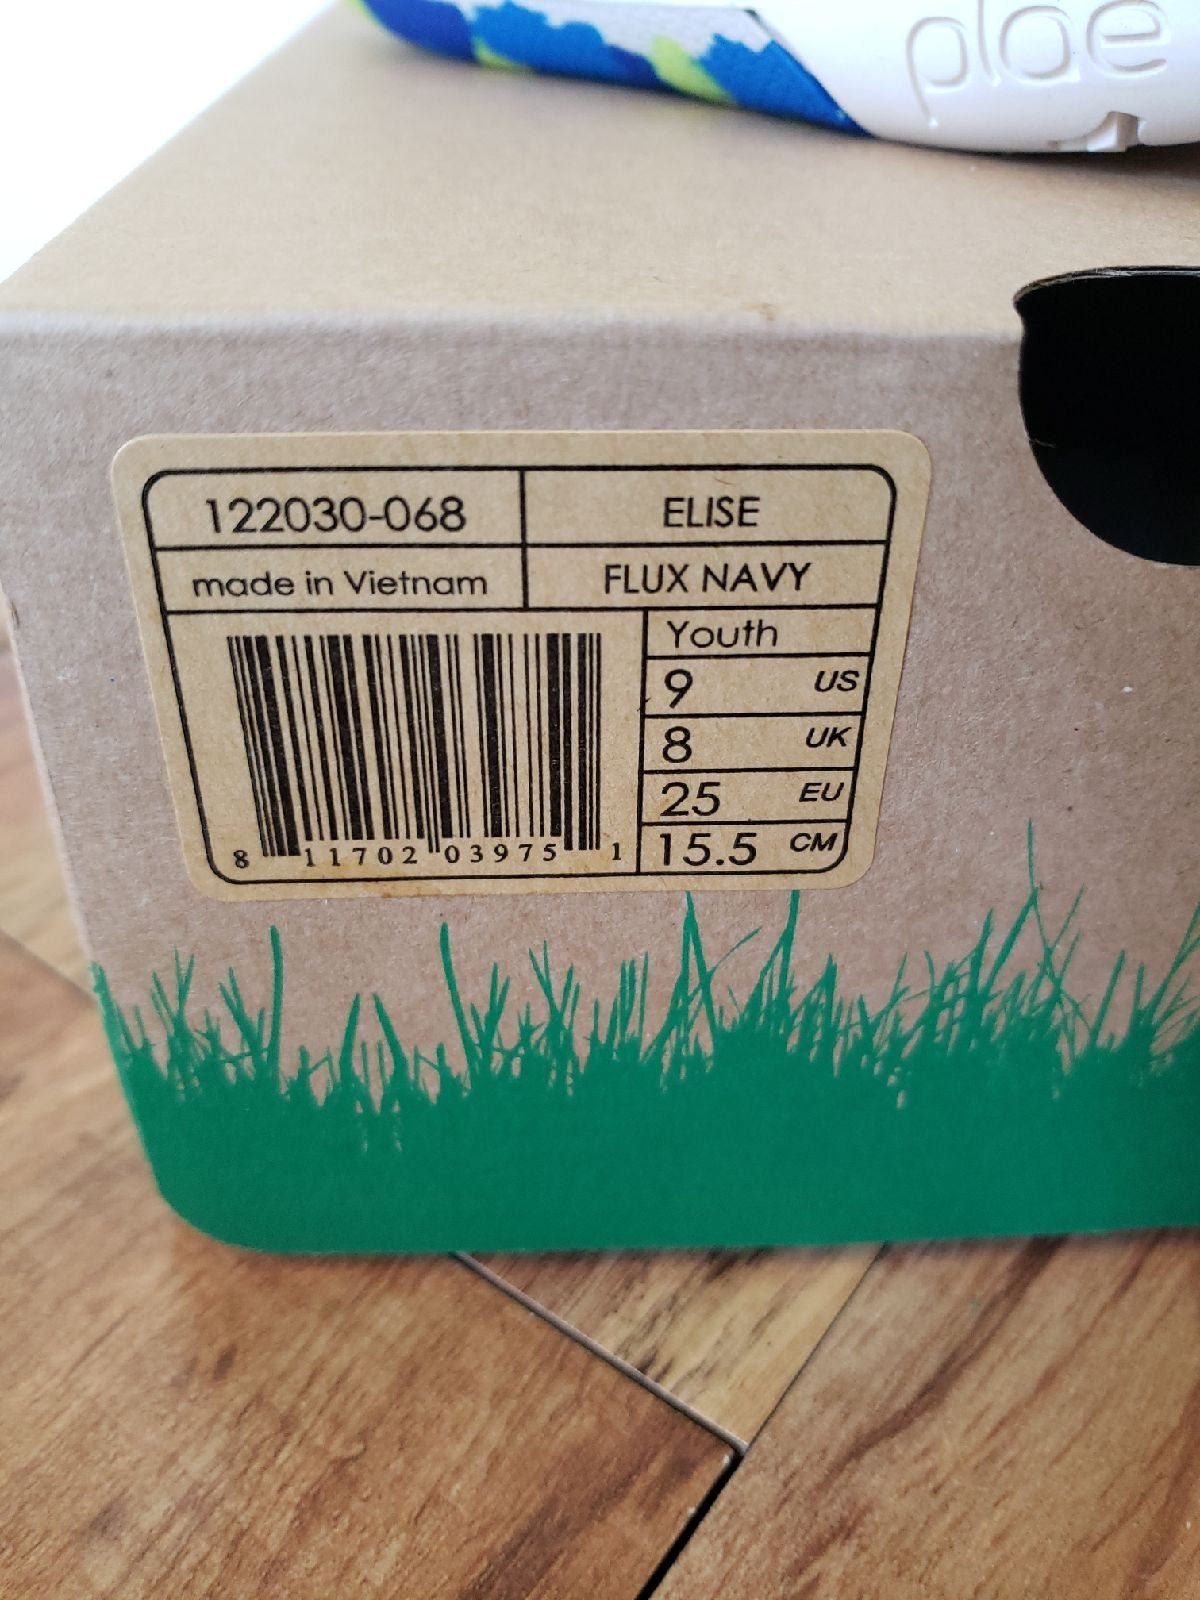 plae
122030-068
ELISE
made in Vietnam
FLUX NAVY
Youth
9 US
8 UK
25 EU
15.5 CM
8 11702 03975 1